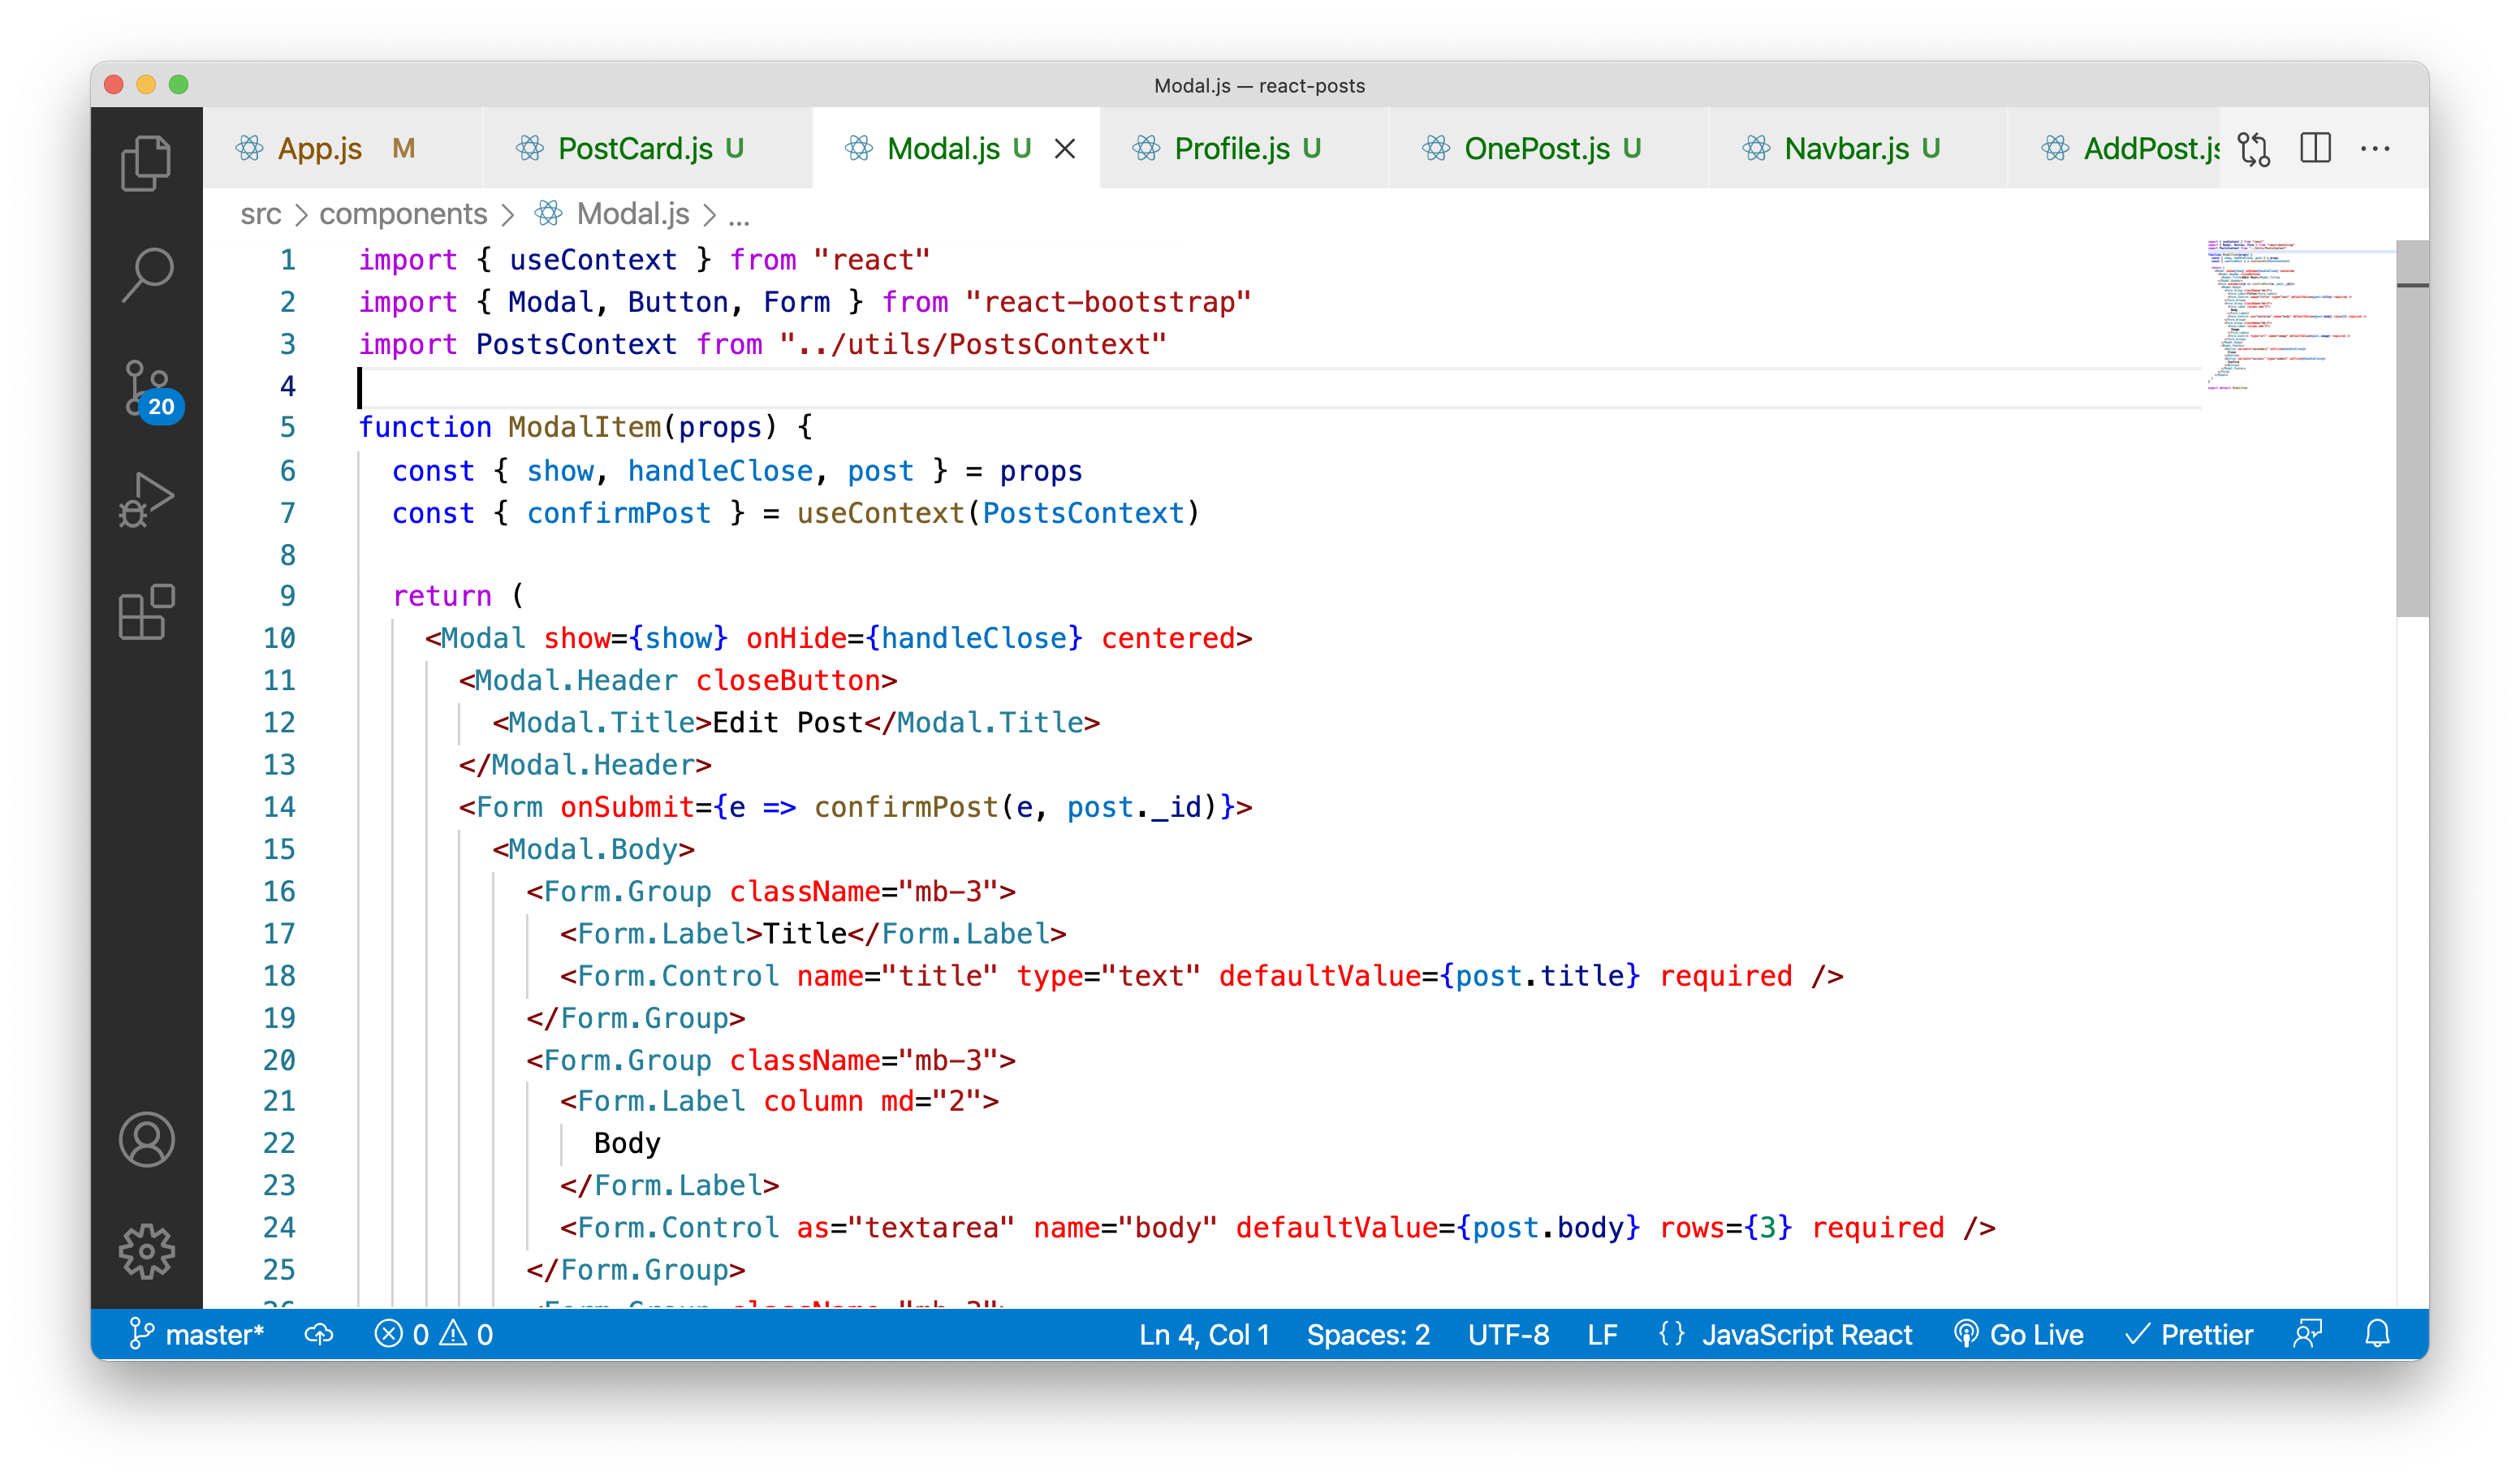 Modal.js — react-posts
App.js M PostCard.js U Modal.js U Profile.js U OnePost.js U Navbar.js U AddPost.js
src > components > Modal.js > ...
1 import { useContext } from "react"
2 import { Modal, Button, Form } from "react-bootstrap"
3 import PostsContext from "../utils/PostsContext"
4
5 function ModalItem(props) {
6 const { show, handleClose, post } = props
7 const { confirmPost } = useContext(PostsContext)
8
9 return (
10 <Modal show={show} onHide={handleClose} centered>
11 <Modal.Header closeButton>
12 <Modal.Title>Edit Post</Modal.Title>
13 </Modal.Header>
14 <Form onSubmit={e => confirmPost(e, post._id)}>
15 <Modal.Body>
16 <Form.Group className="mb-3">
17 <Form.Label>Title</Form.Label>
18 <Form.Control name="title" type="text" defaultValue={post.title} required />
19 </Form.Group>
20 <Form.Group className="mb-3">
21 <Form.Label column md="2">
22 Body
23 </Form.Label>
24 <Form.Control as="textarea" name="body" defaultValue={post.body} rows={3} required />
25 </Form.Group>
26 <Form.Group className="mb-3">
20
master* 0 0 Ln 4, Col 1 Spaces: 2 UTF-8 LF {} JavaScript React Go Live Prettier